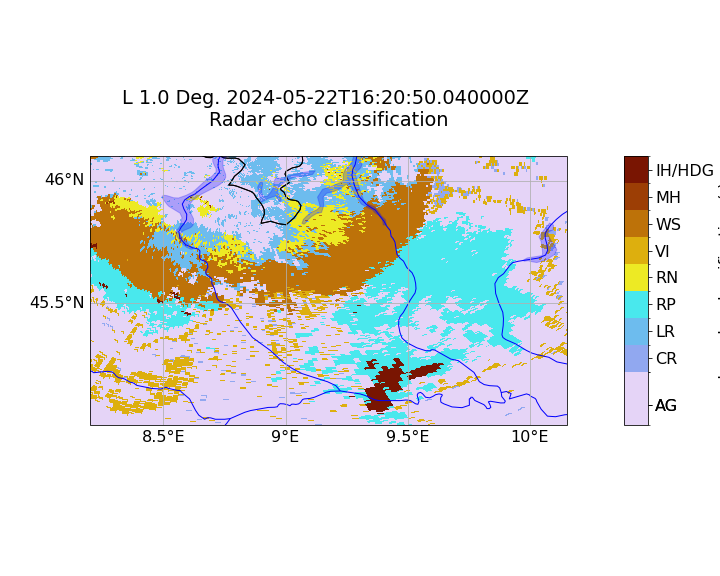 L 1.0 Deg. 2024-05-22T16:20:50.040000Z
Radar echo classification
46°N
45.5°N
8.5°E
9°E
9.5°E
10°E
IH/HDG
MH
WS
VI
RN
RP
LR
CR
AG